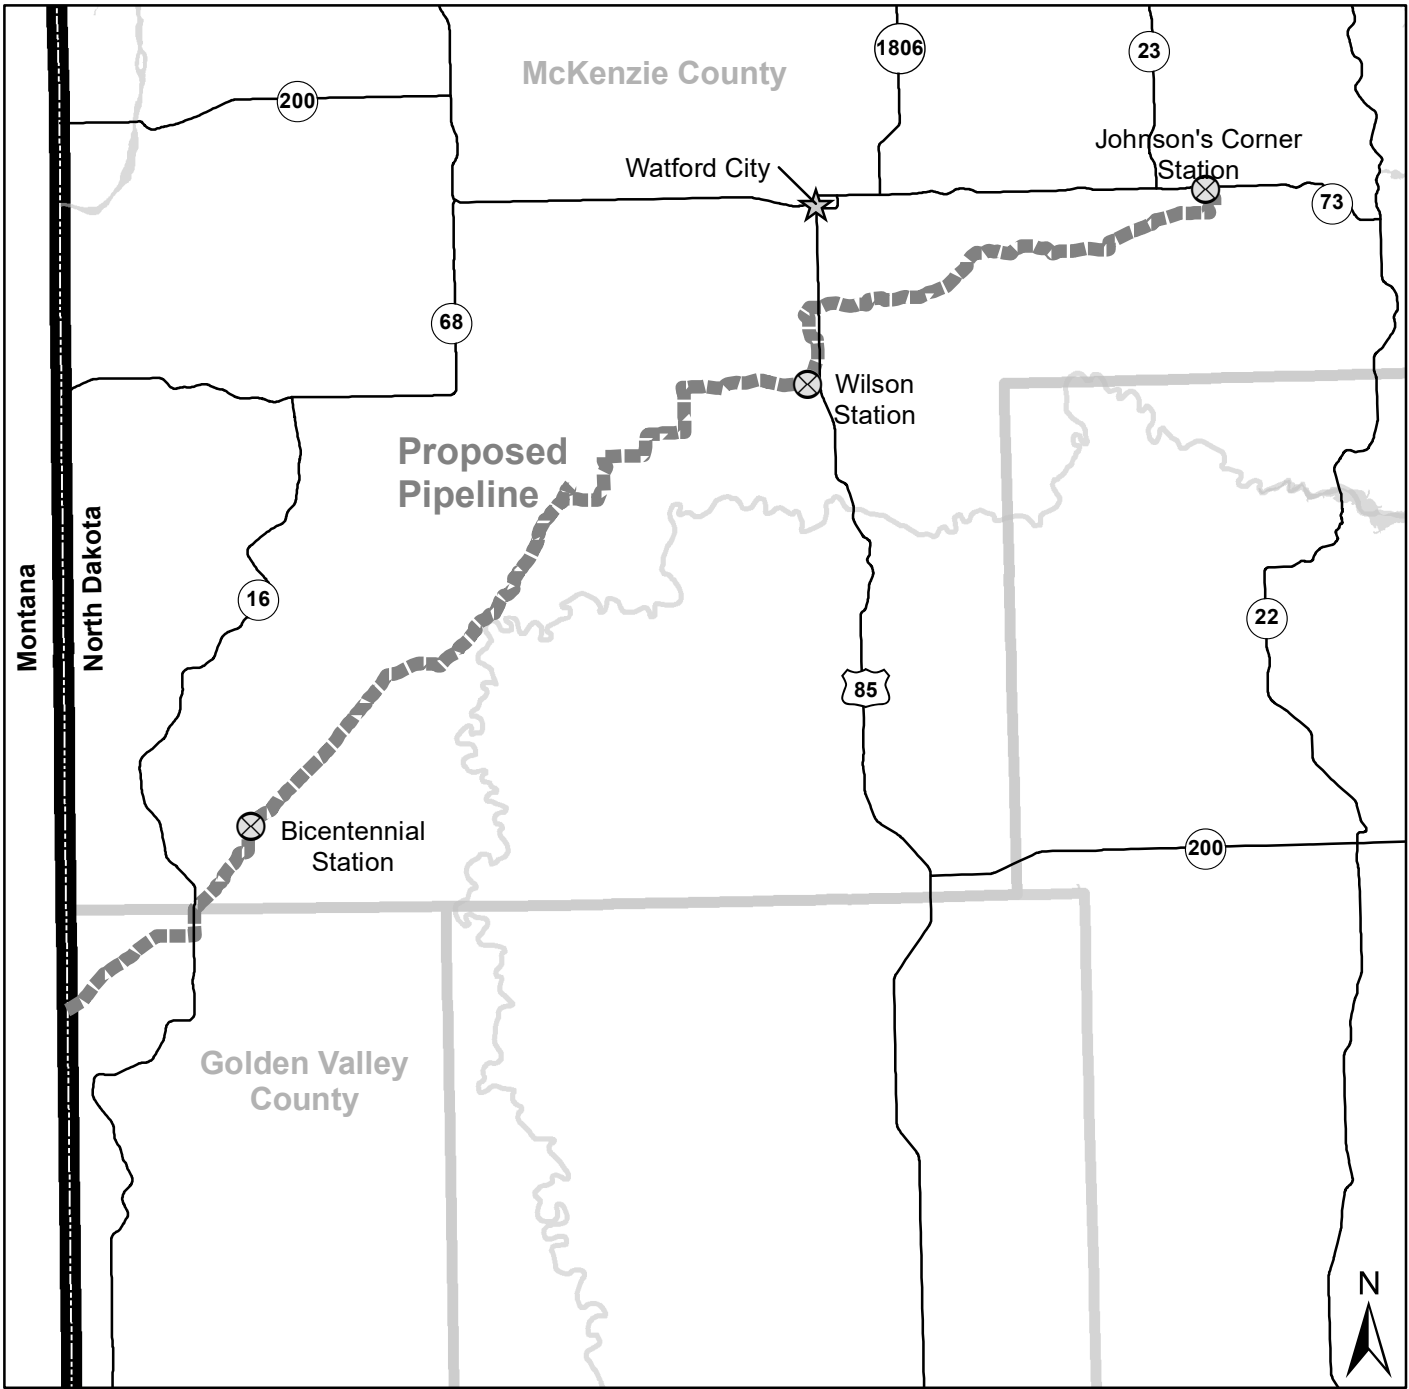 McKenzie County
1806
23
200
Johnson's Corner
Station
Watford City
73
68
Wilson
Station
Proposed
Pipeline
Montana
North Dakota
16
22
85
Bicentennial
Station
200
Golden Valley
County
N